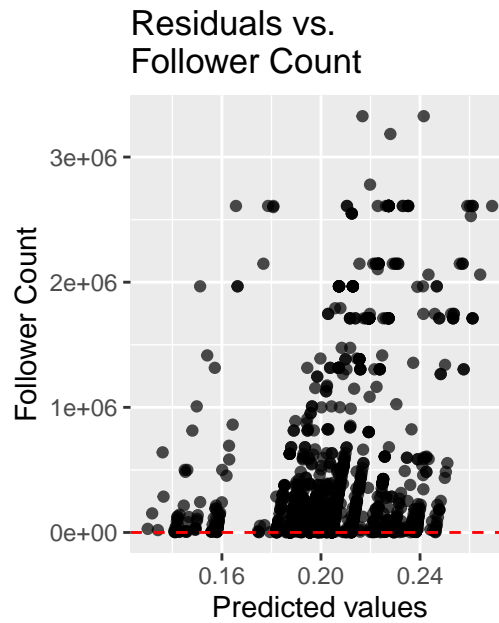 Residuals vs.
Follower Count
3e+06
2e+06
1e+06
0e+00
Follower Count
0.16
0.20
0.24
Predicted values